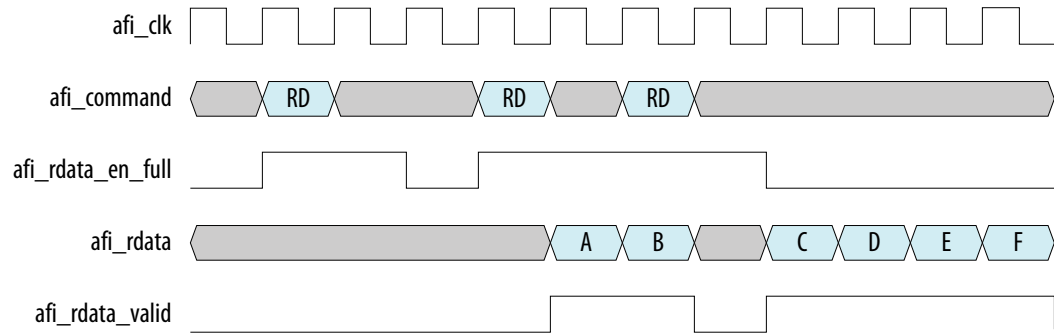 afi_clk
afi_command RD RD RD
afi_rdata_en_full
afi_rdata A B C D E F
afi_rdata_valid